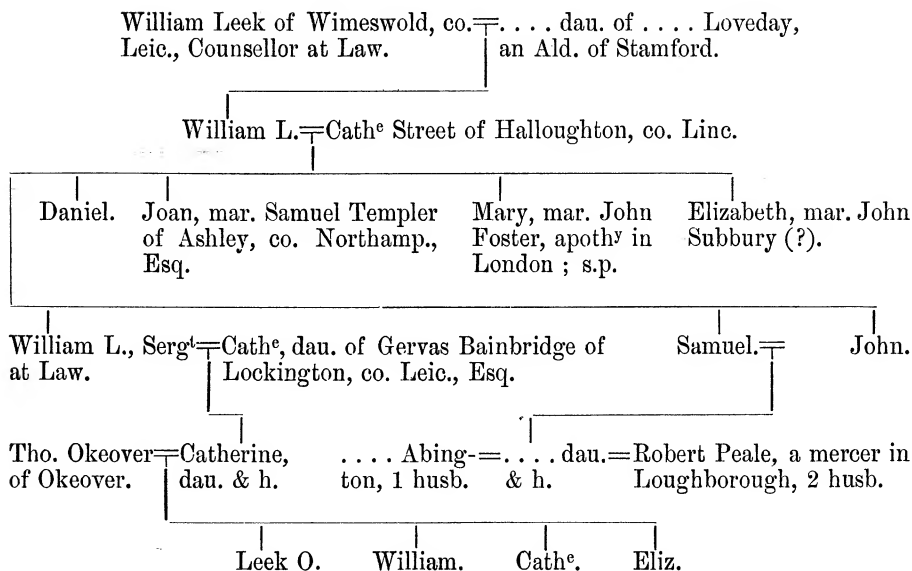 William Leek of Wimeswold, co.=. . . . dau. of . . . . Loveday,
Leic., Counsellor at Law. an Ald. of Stamford.
William L.=Cathᵉ Street of Halloughton, co. Linc.
Daniel. Joan, mar. Samuel Templer Mary, mar. John Elizabeth, mar. John
of Ashley, co. Northamp., Foster, apothʸ in Subbury (?).
Esq. London ; s.p.
William L., Sergᵗ=Cathᵉ, dau. of Gervas Bainbridge of Samuel.= John.
at Law. Lockington, co. Leic., Esq.
Tho. Okeover=Catherine, . . . . Abing-=. . . . dau.=Robert Peale, a mercer in
of Okeover. dau. & h. ton, 1 husb. & h. Loughborough, 2 husb.
Leek O. William. Cathᵉ. Eliz.